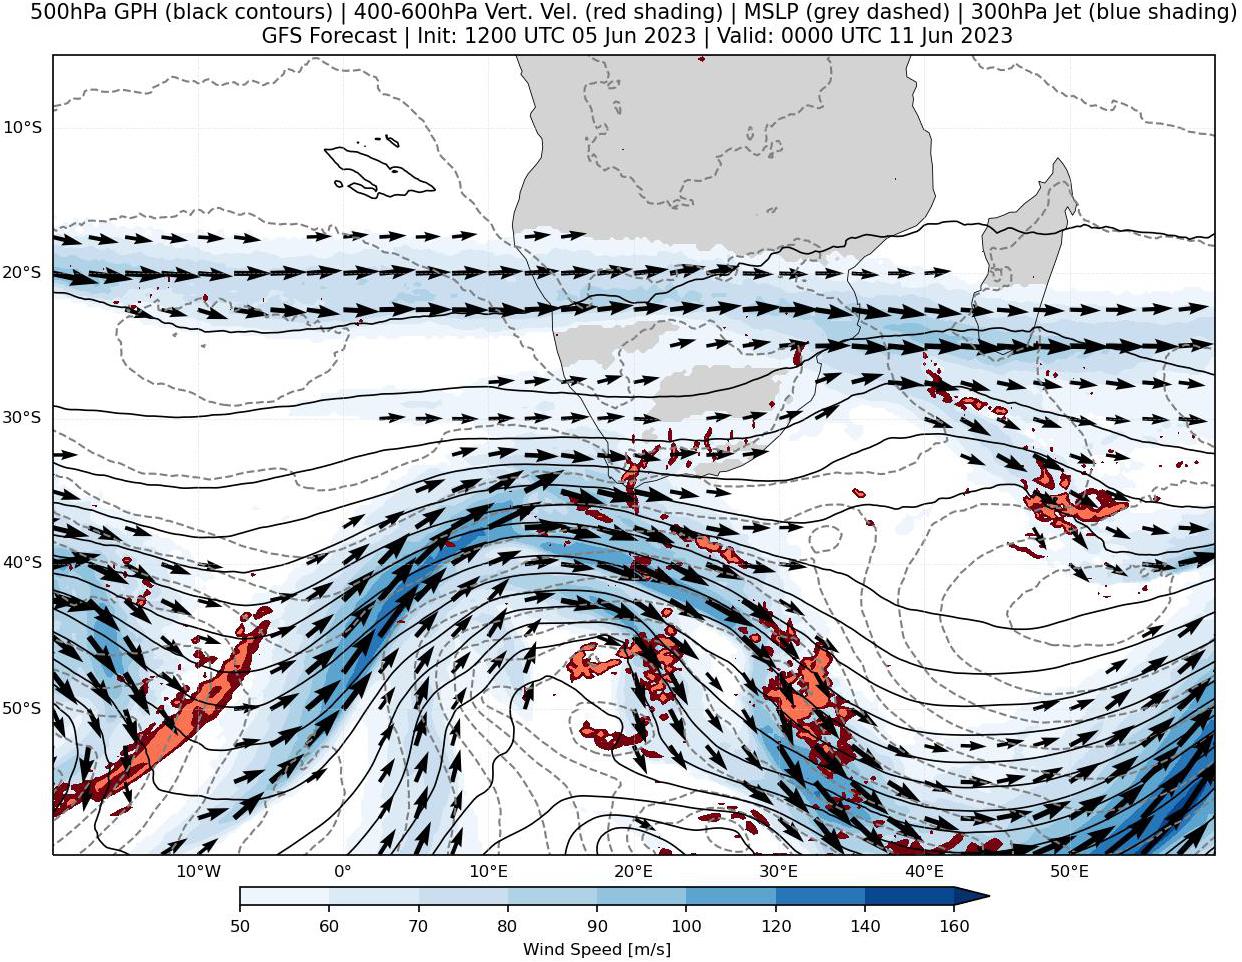 500hPa GPH (black contours) | 400-600hPa Vert. Vel. (red shading) | MSLP (grey dashed) | 300hPa Jet (blue shading)
GFS Forecast | Init: 1200 UTC 05 Jun 2023 | Valid: 0000 UTC 11 Jun 2023
10°S
20°S
30°S
40°S
50°S
10°W 0° 10°E 20°E 30°E 40°E 50°E
50 60 70 80 90 100 120 140 160
Wind Speed [m/s]